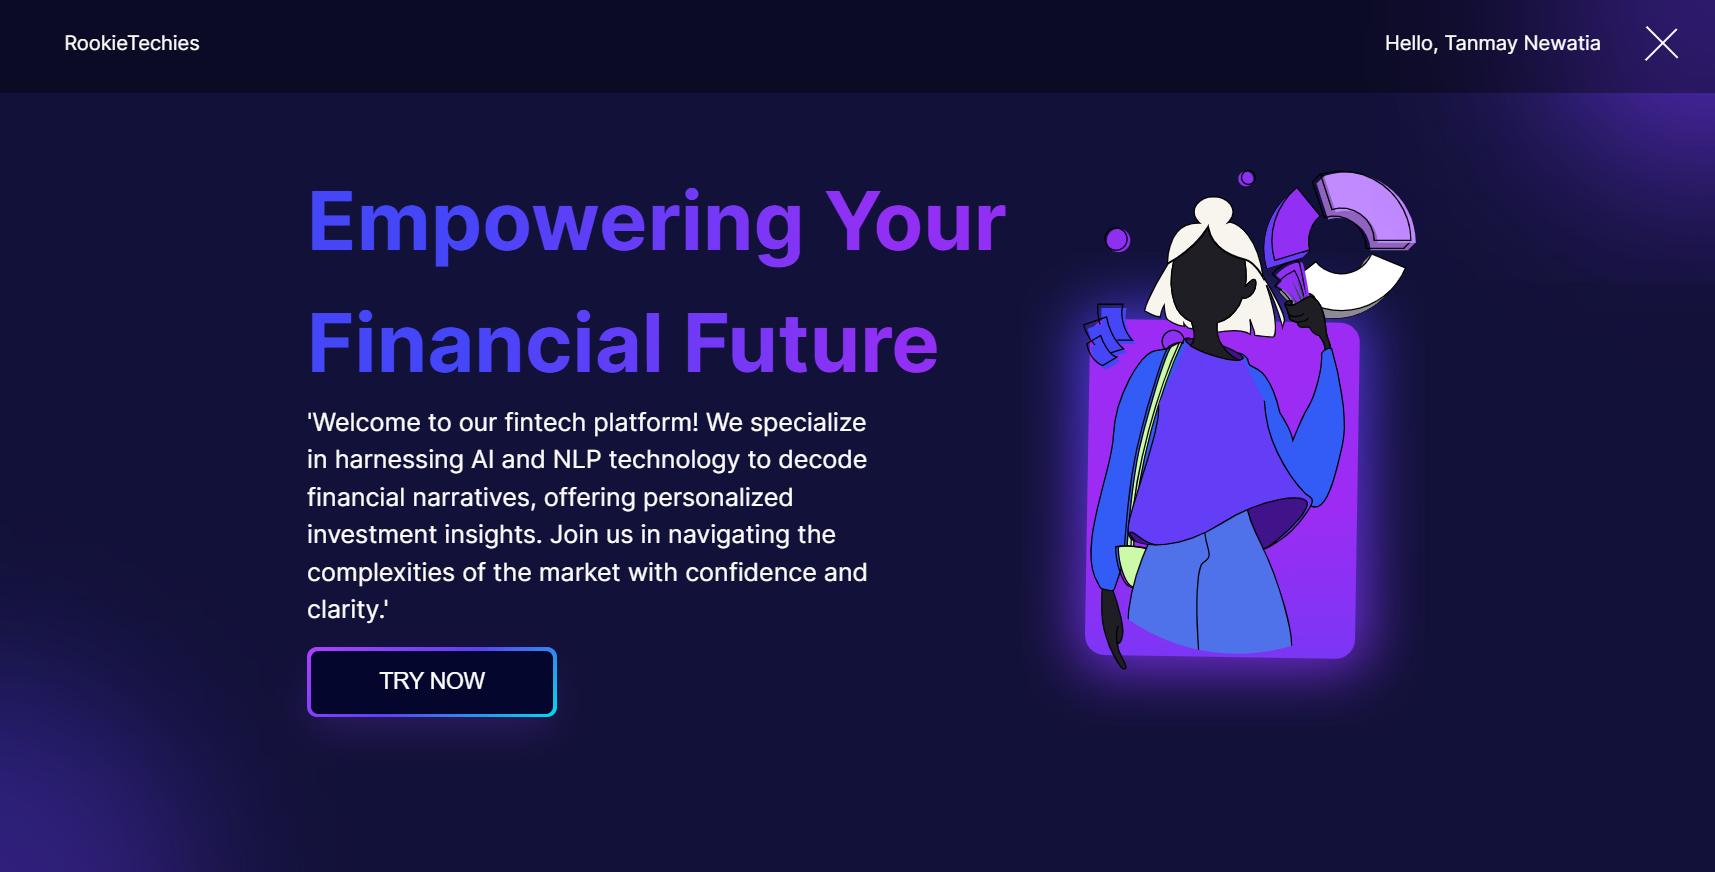 RookieTechies
Hello, Tanmay Newatia
Empowering Your
Financial Future
'Welcome to our fintech platform! We specialize
in harnessing AI and NLP technology to decode
financial narratives, offering personalized
investment insights. Join us in navigating the
complexities of the market with confidence and
clarity.'
TRY NOW